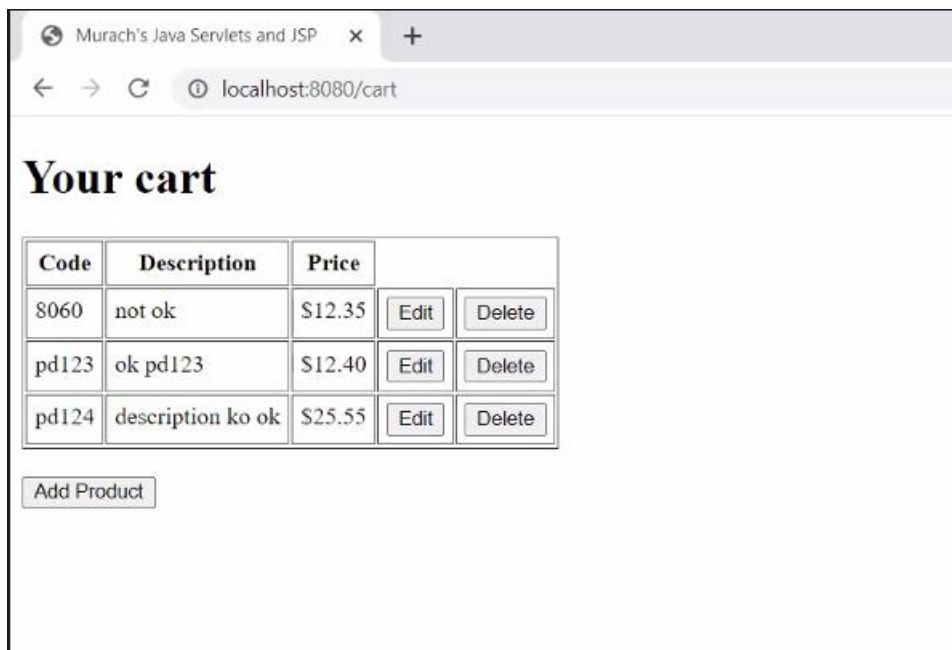 Murach's Java Servlets and JSP
localhost:8080/cart
Your cart
Code Description Price
8060 not ok $12.35 Edit Delete
pd123 ok pd123 $12.40 Edit Delete
pd124 description ko ok $25.55 Edit Delete
Add Product